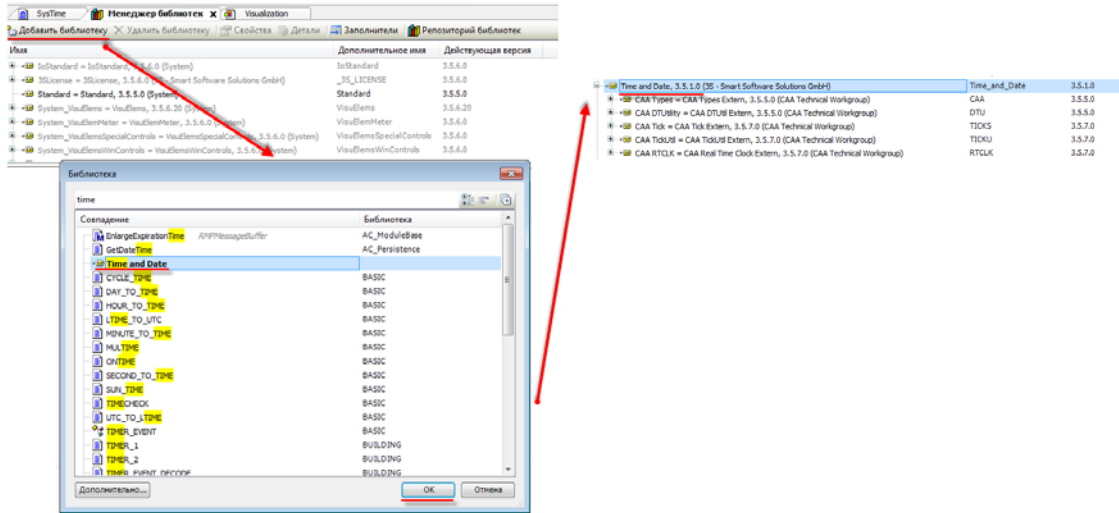 SysTime Менеджер библиотек Visualization
Добавить библиотеку Удалить библиотеку Свойства Детали Заполнители Репозиторий библиотек
Имя Дополнительное имя Действующая версия
IoStandard = IoStandard, 3.5.6.0 (System) IoStandard 3.5.6.0
3SLicense = 3SLicense, 3.5.6.0 - Smart Software Solutions GmbH) _3S_LICENSE 3.5.6.0
Standard = Standard, 3.5.5.0 (System) Standard 3.5.5.0
System_VisuElems = VisuElems, 3.5.6.20 (System) VisuElems 3.5.6.20
System_VisuElemMeter = VisuElemMeter, 3.5.6.0 (System) VisuElemMeter 3.5.6.0
System_VisuElemsSpecialControls = VisuElemsSpecialControls, 3.5.6.0 (System) VisuElemsSpecialControls 3.5.6.0
System_VisuElemsWinControls = VisuElemsWinControls, 3.5.6.0 (System) VisuElemsWinControls 3.5.6.0
Библиотека
time
Совпадение Библиотека
EnlargeExpirationTime RMFMessageBuffer AC_ModuleBase
GetDateTime AC_Persistence
Time and Date
CYCLE_TIME BASIC
DAY_TO_TIME BASIC
HOUR_TO_TIME BASIC
LTIME_TO_UTC BASIC
MINUTE_TO_TIME BASIC
MULTIME BASIC
ONTIME BASIC
SECOND_TO_TIME BASIC
SUN_TIME BASIC
TIMECHECK BASIC
UTC_TO_LTIME BASIC
TIMER_EVENT BASIC
TIMER_1 BUILDING
TIMER_2 BUILDING
TIMER_EVENT_DECODE BUILDING
Дополнительно... OK Отмена
Time and Date, 3.5.1.0 (3S - Smart Software Solutions GmbH) Time_and_Date 3.5.1.0
CAA Types = CAA Types Extern, 3.5.5.0 (CAA Technical Workgroup) CAA 3.5.5.0
CAA DTUtility = CAA DTUtil Extern, 3.5.5.0 (CAA Technical Workgroup) DTU 3.5.5.0
CAA Tick = CAA Tick Extern, 3.5.7.0 (CAA Technical Workgroup) TICKS 3.5.7.0
CAA TickUtil = CAA TickUtil Extern, 3.5.7.0 (CAA Technical Workgroup) TICKU 3.5.7.0
CAA RTCLK = CAA Real Time Clock Extern, 3.5.7.0 (CAA Technical Workgroup) RTCLK 3.5.7.0